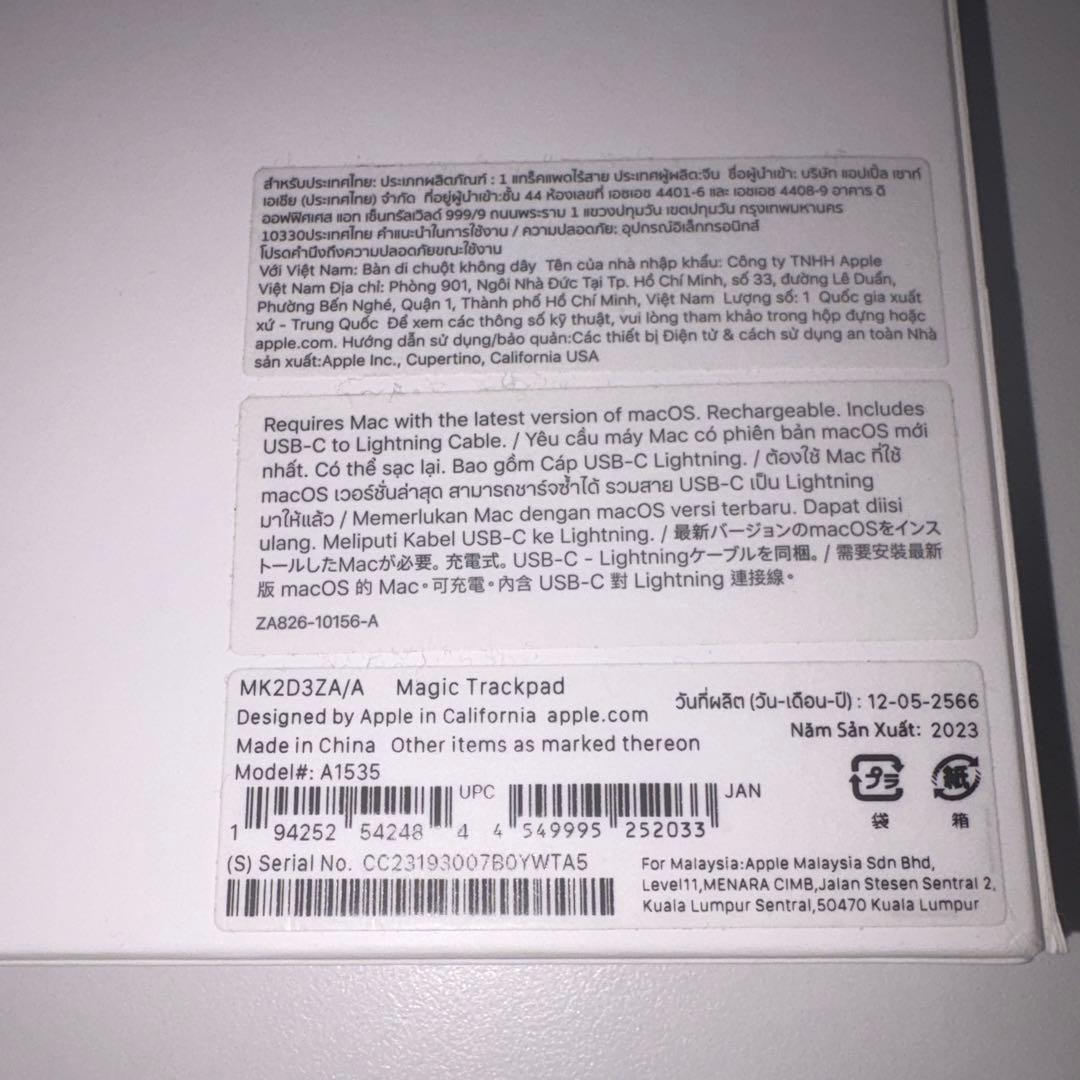 สำหรับประเทศไทย: ประเภทผลิตภัณฑ์ : 1 แทร็คแพดไร้สาย ประเทศผู้ผลิต:จีน ชื่อผู้นำเข้า: บริษัท แอปเปิ้ล เซาท์
เอเชีย (ประเทศไทย) จำกัด ที่อยู่ผู้นำเข้า:ชั้น 44 ห้องเลขที่ เอชเอช 4401-6 และ เอชเอช 4408-9 อาคาร ดิ
ออฟฟิศเศส แอท เซ็นทรัลเวิลด์ 999/9 ถนนพระราม 1 แขวงปทุมวัน เขตปทุมวัน กรุงเทพมหานคร
10330ประเทศไทย คำแนะนำในการใช้งาน / ความปลอดภัย: อุปกรณ์อิเล็กทรอนิกส์
โปรดคำนึงถึงความปลอดภัยขณะใช้งาน
Với Việt Nam: Bàn di chuột không dây Tên của nhà nhập khẩu: Công ty TNHH Apple
Việt Nam Địa chỉ: Phòng 901, Ngôi Nhà Đức Tại Tp. Hồ Chí Minh, số 33, đường Lê Duẩn,
Phường Bến Nghé, Quận 1, Thành phố Hồ Chí Minh, Việt Nam Lượng số: 1 Quốc gia xuất
xứ - Trung Quốc Để xem các thông số kỹ thuật, vui lòng tham khảo trong hộp đựng hoặc
apple.com. Hướng dẫn sử dụng/bảo quản:Các thiết bị Điện tử & cách sử dụng an toàn Nhà
sản xuất:Apple Inc., Cupertino, California USA
Requires Mac with the latest version of macOS. Rechargeable. Includes
USB-C to Lightning Cable. / Yêu cầu máy Mac có phiên bản macOS mới
nhất. Có thể sạc lại. Bao gồm Cáp USB-C Lightning. / ต้องใช้ Mac ที่ใช้
macOS เวอร์ชั่นล่าสุด สามารถชาร์จซ้ำได้ รวมสาย USB-C เป็น Lightning
มาให้แล้ว / Memerlukan Mac dengan macOS versi terbaru. Dapat diisi
ulang. Meliputi Kabel USB-C ke Lightning. / 最新バージョンのmacOSをインス
トールしたMacが必要。充電式。USB-C - Lightningケーブルを同梱。/ 需要安裝最新
版 macOS 的 Mac。可充電。內含 USB-C 對 Lightning 連接線。
ZA826-10156-A
MK2D3ZA/A Magic Trackpad
Designed by Apple in California apple.com
Made in China Other items as marked thereon
Model#: A1535
วันที่ผลิต (วัน-เดือน-ปี) : 12-05-2566
Năm Sản Xuất: 2023
プラ
袋
紙
箱
UPC
1 94252 54248 4
JAN
4 549995 252033
(S) Serial No. CC23193007B0YWTA5
For Malaysia:Apple Malaysia Sdn Bhd,
Level11,MENARA CIMB,Jalan Stesen Sentral 2,
Kuala Lumpur Sentral,50470 Kuala Lumpur